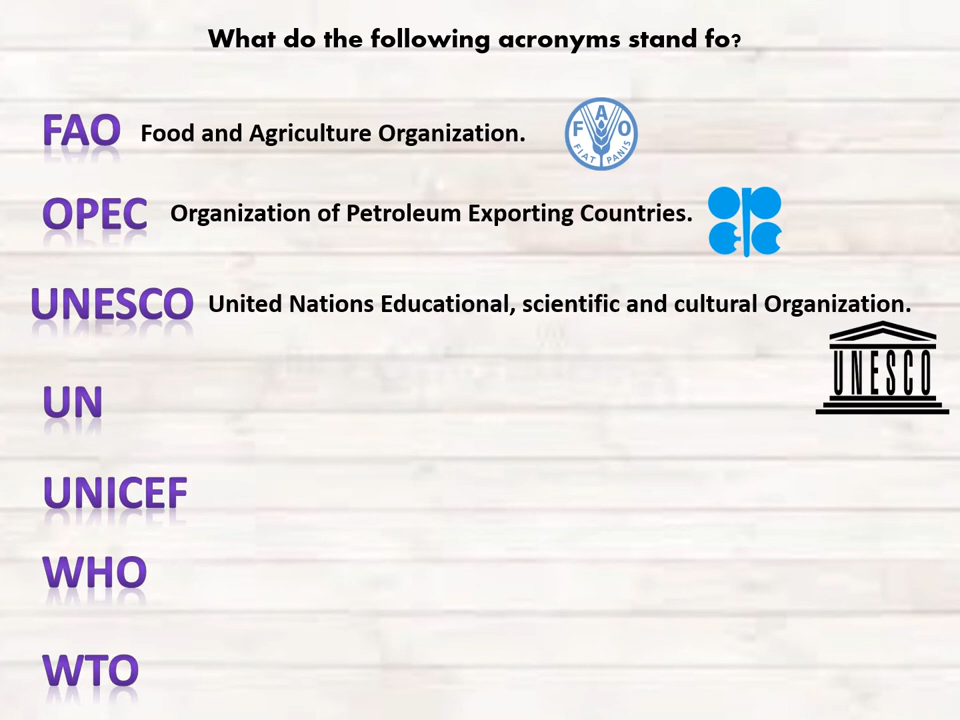 What do the following acronyms stand fo?
FAO Food and Agriculture Organization.
F A O
FIAT PANIS
OPEC Organization of Petroleum Exporting Countries.
UNESCO United Nations Educational, scientific and cultural Organization.
UNESCO
UN
UNICEF
WHO
WTO